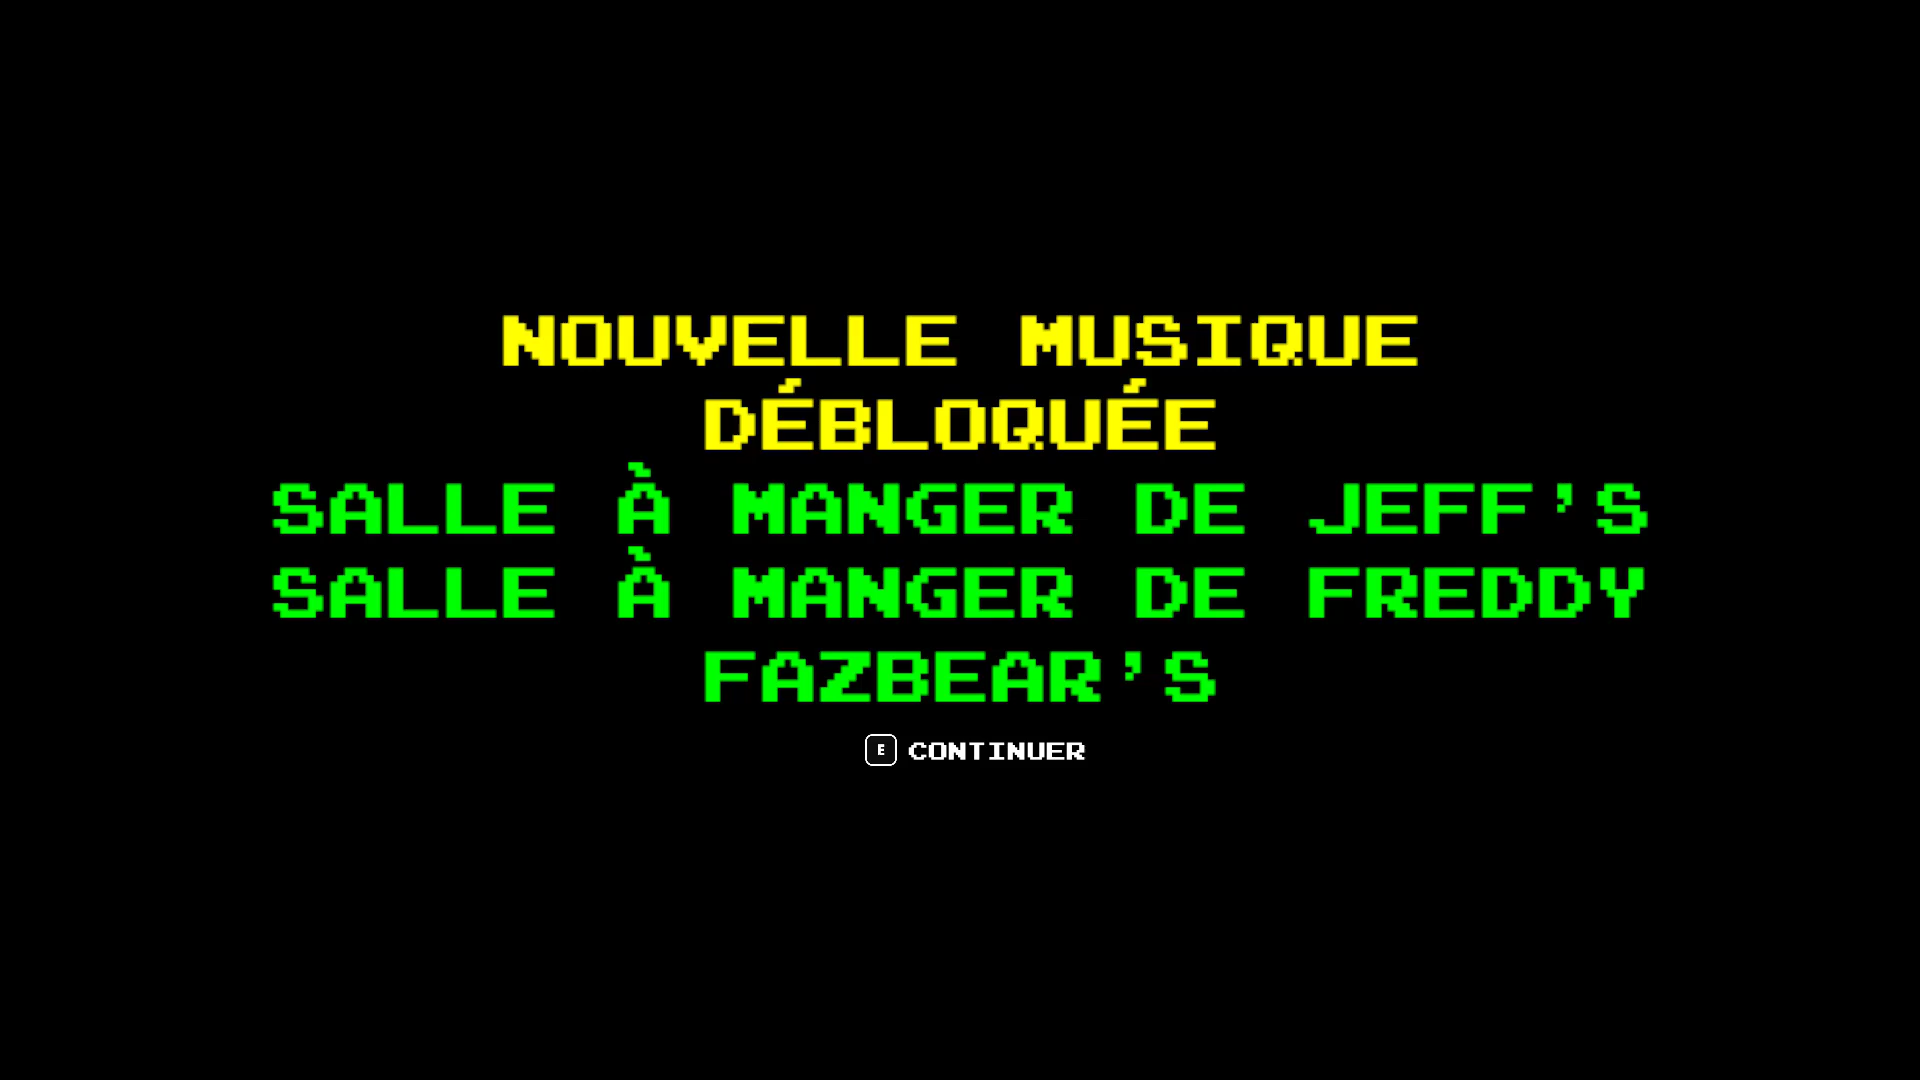 NOUVELLE MUSIQUE
DÉBLOQUÉE
SALLE À MANGER DE JEFF'S
SALLE À MANGER DE FREDDY
FAZBEAR'S
E CONTINUER